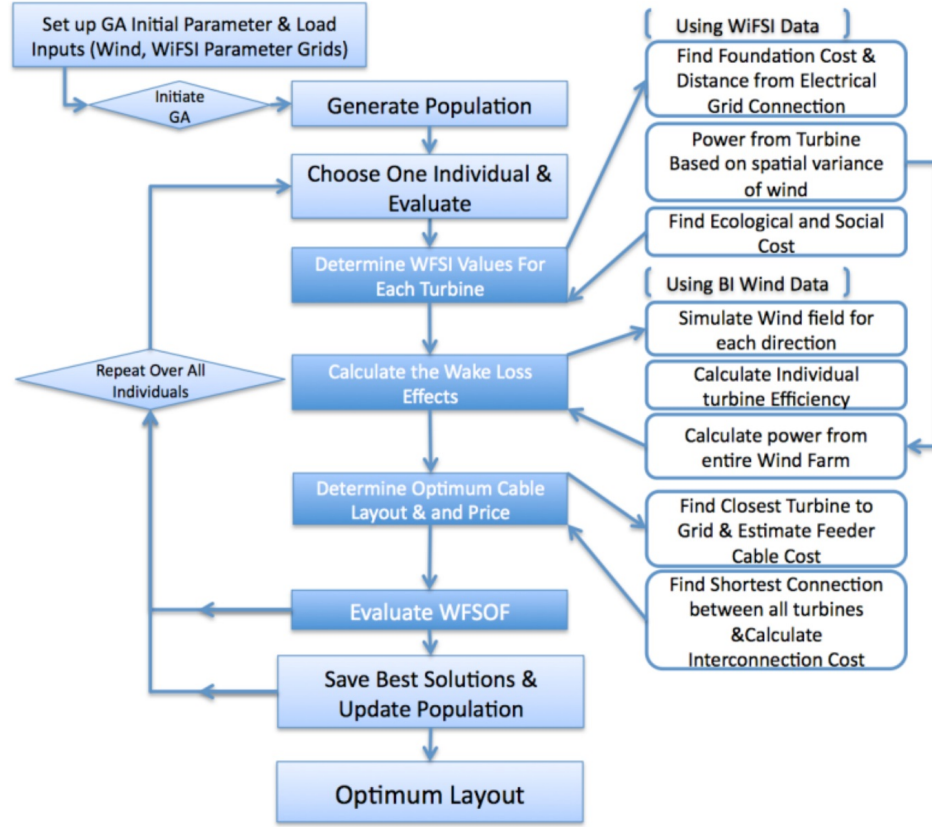 Set up GA Initial Parameter & Load
Inputs (Wind, WiFSI Parameter Grids)
Initiate
GA
Generate Population
Choose One Individual &
Evaluate
Determine WFSI Values For
Each Turbine
Calculate the Wake Loss
Effects
Repeat Over All
Individuals
Determine Optimum Cable
Layout & and Price
Evaluate WFSOF
Save Best Solutions &
Update Population
Optimum Layout
Using WiFSI Data
Find Foundation Cost &
Distance from Electrical
Grid Connection
Power from Turbine
Based on spatial variance
of wind
Find Ecological and Social
Cost
Using BI Wind Data
Simulate Wind field for
each direction
Calculate Individual
turbine Efficiency
Calculate power from
entire Wind Farm
Find Closest Turbine to
Grid & Estimate Feeder
Cable Cost
Find Shortest Connection
between all turbines
&Calculate
Interconnection Cost